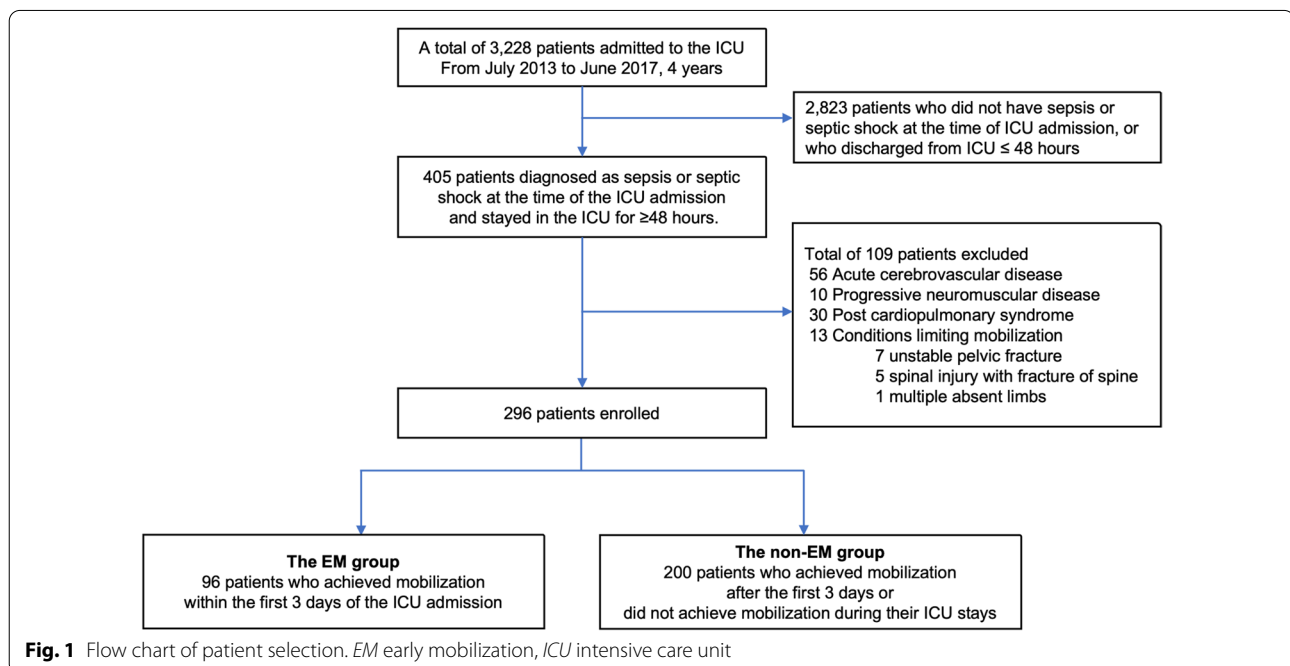 A total of 3,228 patients admitted to the ICU
From July 2013 to June 2017, 4 years
2,823 patients who did not have sepsis or
septic shock at the time of ICU admission, or
who discharged from ICU ≤ 48 hours
405 patients diagnosed as sepsis or septic
shock at the time of the ICU admission
and stayed in the ICU for ≥48 hours.
Total of 109 patients excluded
56 Acute cerebrovascular disease
10 Progressive neuromuscular disease
30 Post cardiopulmonary syndrome
13 Conditions limiting mobilization
7 unstable pelvic fracture
5 spinal injury with fracture of spine
1 multiple absent limbs
296 patients enrolled
The EM group
96 patients who achieved mobilization
within the first 3 days of the ICU admission
The non-EM group
200 patients who achieved mobilization
after the first 3 days or
did not achieve mobilization during their ICU stays
Fig. 1 Flow chart of patient selection. EM early mobilization, ICU intensive care unit